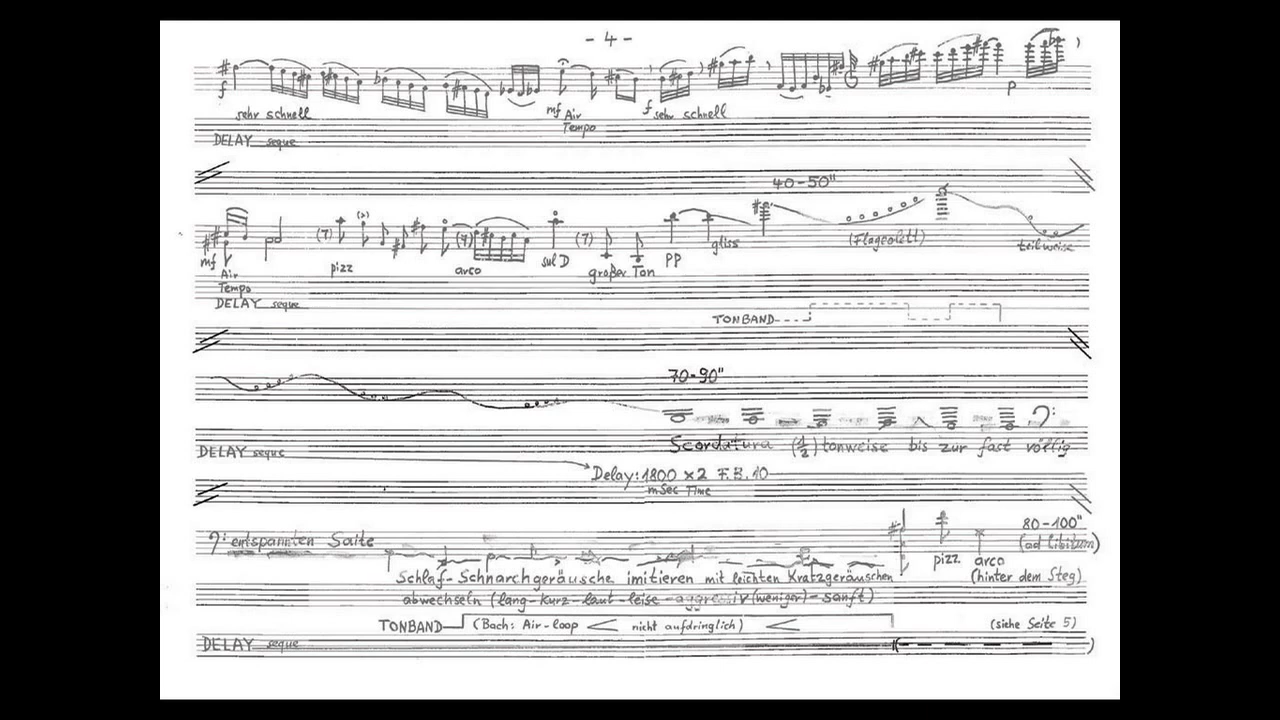 - 4 -
f sehr schnell mf Air Tempo f sehr schnell p
DELAY seque
40-50"
mf Air Tempo (7) pizz (>) (7) arco sul D (7) großer Ton pp gliss (Flageolett) teilweise
DELAY seque
TONBAND
70-90"
Scordatura (1/2) tonweise bis zur fast völlig
DELAY seque
Delay: 1800 x2 F.B. 10
mSec Time
entspannten Saite
80-100"
(ad libitum)
pizz arco
Schlaf-Schnarchgeräusche imitieren mit leichten Kratzgeräuschen (hinter dem Steg)
abwechseln (lang-kurz-laut-leise-aggressiv (weniger)-sanft)
TONBAND (Bach: Air-loop < nicht aufdringlich) < (siehe Seite 5)
DELAY seque